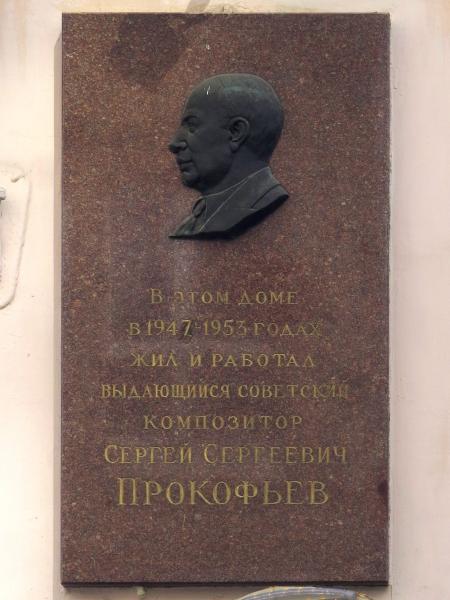 В этом доме
в 1947-1953 годах
жил и работал
выдающийся советский
композитор
Сергей Сергеевич
Прокофьев